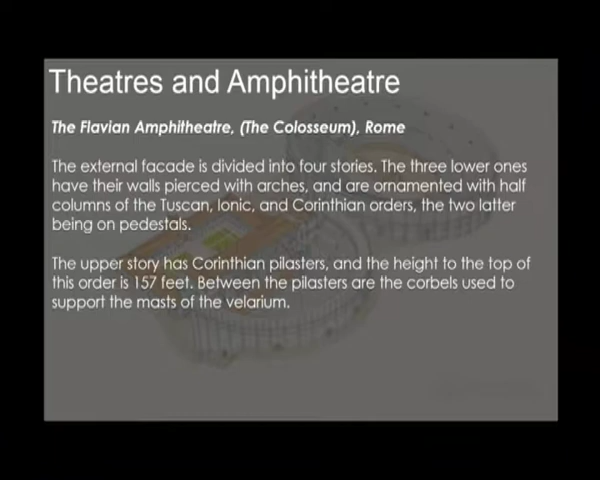 Theatres and Amphitheatre
The Flavian Amphitheatre, (The Colosseum), Rome
The external facade is divided into four stories. The three lower ones
have their walls pierced with arches, and are ornamented with half
columns of the Tuscan, Ionic, and Corinthian orders, the two latter
being on pedestals.
The upper story has Corinthian pilasters, and the height to the top of
this order is 157 feet. Between the pilasters are the corbels used to
support the masts of the velarium.